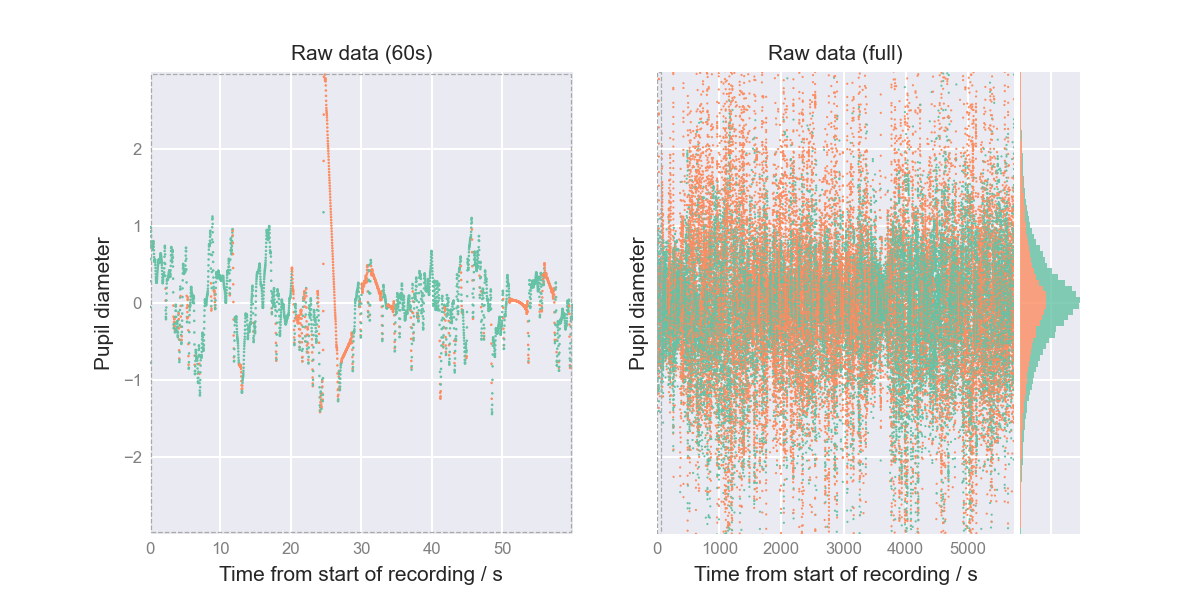 Raw data (60s)
Raw data (full)
Pupil diameter
2
1
0
−1
−2
0
10
20
30
40
50
Time from start of recording / s
Pupil diameter
0
1000
2000
3000
4000
5000
Time from start of recording / s